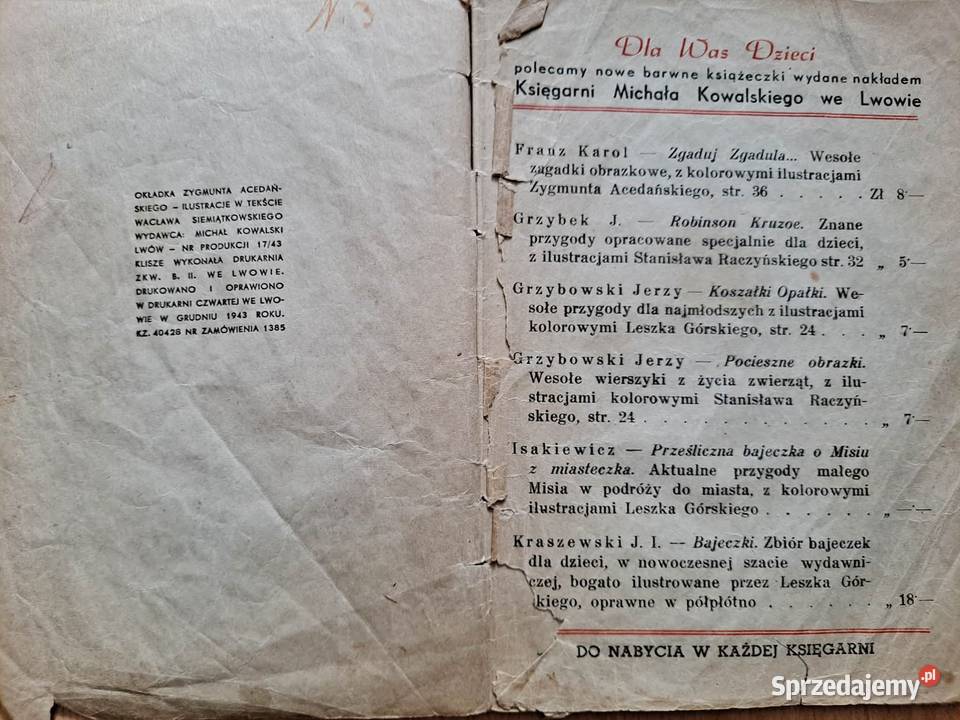 N 3
OKŁADKA ZYGMUNTA ACEDAŃ-
SKIEGO – ILUSTRACJE W TEKŚCIE
WACŁAWA SIEMIĄTKOWSKIEGO
WYDAWCA: MICHAŁ KOWALSKI
LWÓW – NR PRODUKCJI 17/43
KLISZE WYKONAŁA DRUKARNIA
ZKW. B. II. WE LWOWIE.
DRUKOWANO I OPRAWIONO
W DRUKARNI CZWARTEJ WE LWO-
WIE W GRUDNIU 1943 ROKU.
KZ. 40428 NR ZAMÓWIENIA 1385
Dla Was Dzieci
polecamy nowe barwne książeczki wydane nakładem
Księgarni Michała Kowalskiego we Lwowie
Franz Karol — Zgaduj Zgadula... Wesołe
zagadki obrazkowe, z kolorowymi ilustracjami
Zygmunta Acedańskiego, str. 36 . . . . . Zł 8·—
Grzybek J. — Robinson Kruzoe. Znane
przygody opracowane specjalnie dla dzieci,
z ilustracjami Stanisława Raczyńskiego str. 32 „ 5·—
Grzybowski Jerzy — Koszałki Opałki. We-
sołe przygody dla najmłodszych z ilustracjami
kolorowymi Leszka Górskiego, str. 24 . . . . „ 7·—
Grzybowski Jerzy — Pocieszne obrazki.
Wesołe wierszyki z życia zwierząt, z ilu-
stracjami kolorowymi Stanisława Raczyń-
skiego, str. 24 . . . . . . . . . . . „ 7·—
Isakiewicz — Prześliczna bajeczka o Misiu
z miasteczka. Aktualne przygody małego
Misia w podróży do miasta, z kolorowymi
ilustracjami Leszka Górskiego . . . . . . „ —·—
Kraszewski J. I. — Bajeczki. Zbiór bajeczek
dla dzieci, w nowoczesnej szacie wydawni-
czej, bogato ilustrowane przez Leszka Gór-
skiego, oprawne w półpłótno . . . . . . „ 18·—
DO NABYCIA W KAŻDEJ KSIĘGARNI
Sprzedajemy.pl